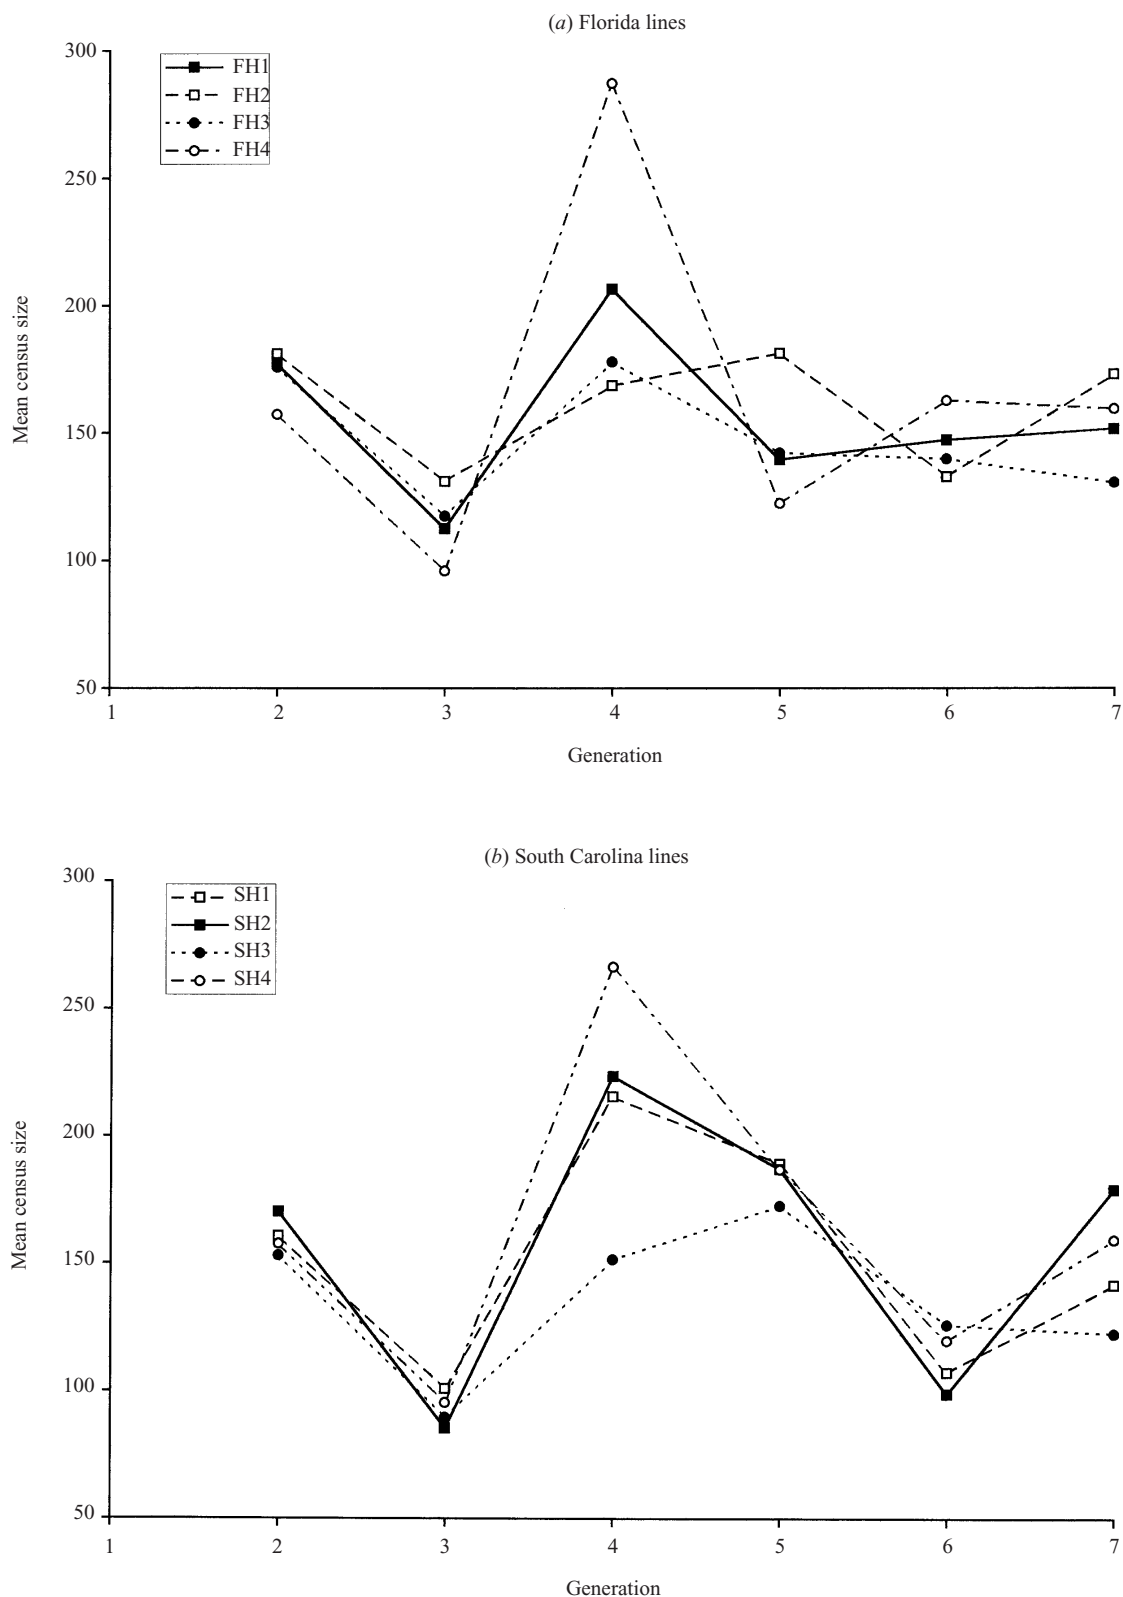 (a) Florida lines
300
250
200
150
100
50
FH1
FH2
FH3
FH4
Mean census size
1 2 3 4 5 6 7
Generation
(b) South Carolina lines
300
250
200
150
100
50
SH1
SH2
SH3
SH4
Mean census size
1 2 3 4 5 6 7
Generation